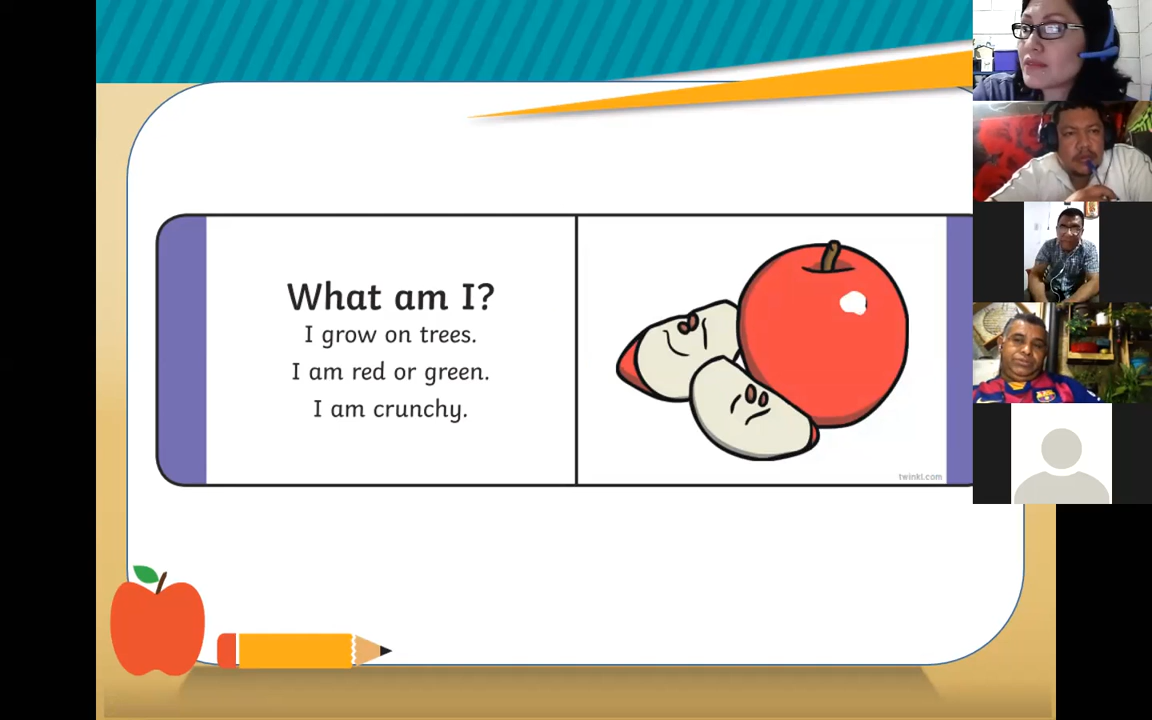 What am I?
I grow on trees.
I am red or green.
I am crunchy.
twinkl.com